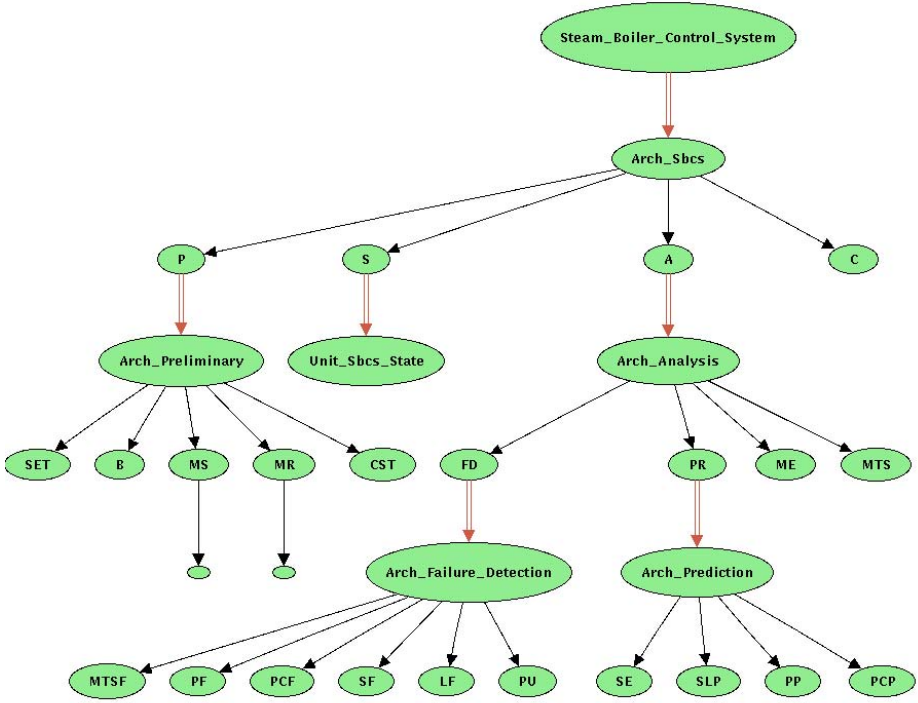 Steam_Boiler_Control_System
Arch_Sbcs
P
S
A
C
Arch_Preliminary
Unit_Sbcs_State
Arch_Analysis
SET
B
MS
MR
CST
FD
PR
ME
MTS
Arch_Failure_Detection
Arch_Prediction
MTSF
PF
PCF
SF
LF
PU
SE
SLP
PP
PCP